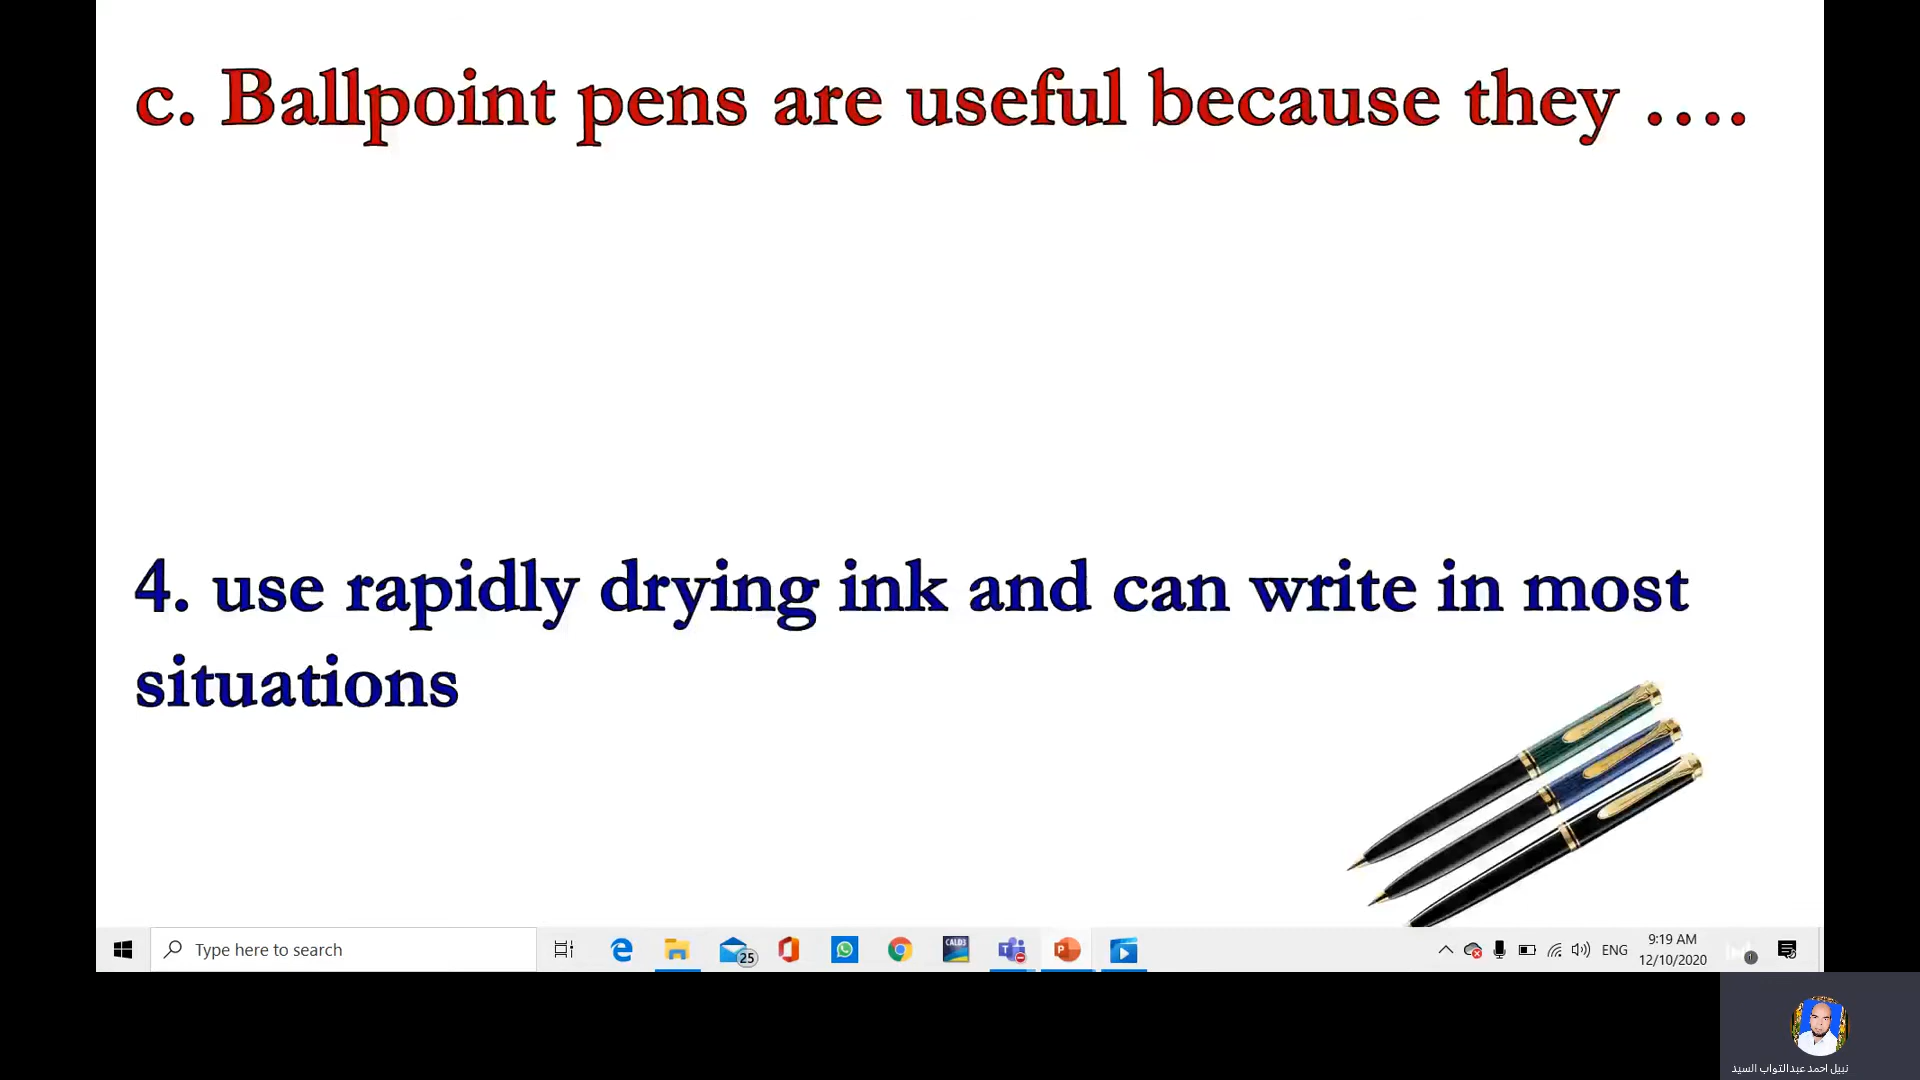 c. Ballpoint pens are useful because they ....
4. use rapidly drying ink and can write in most
situations
Type here to search
25
CALD3
ENG
9:19 AM
12/10/2020
نبيل احمد عبدالتواب السيد